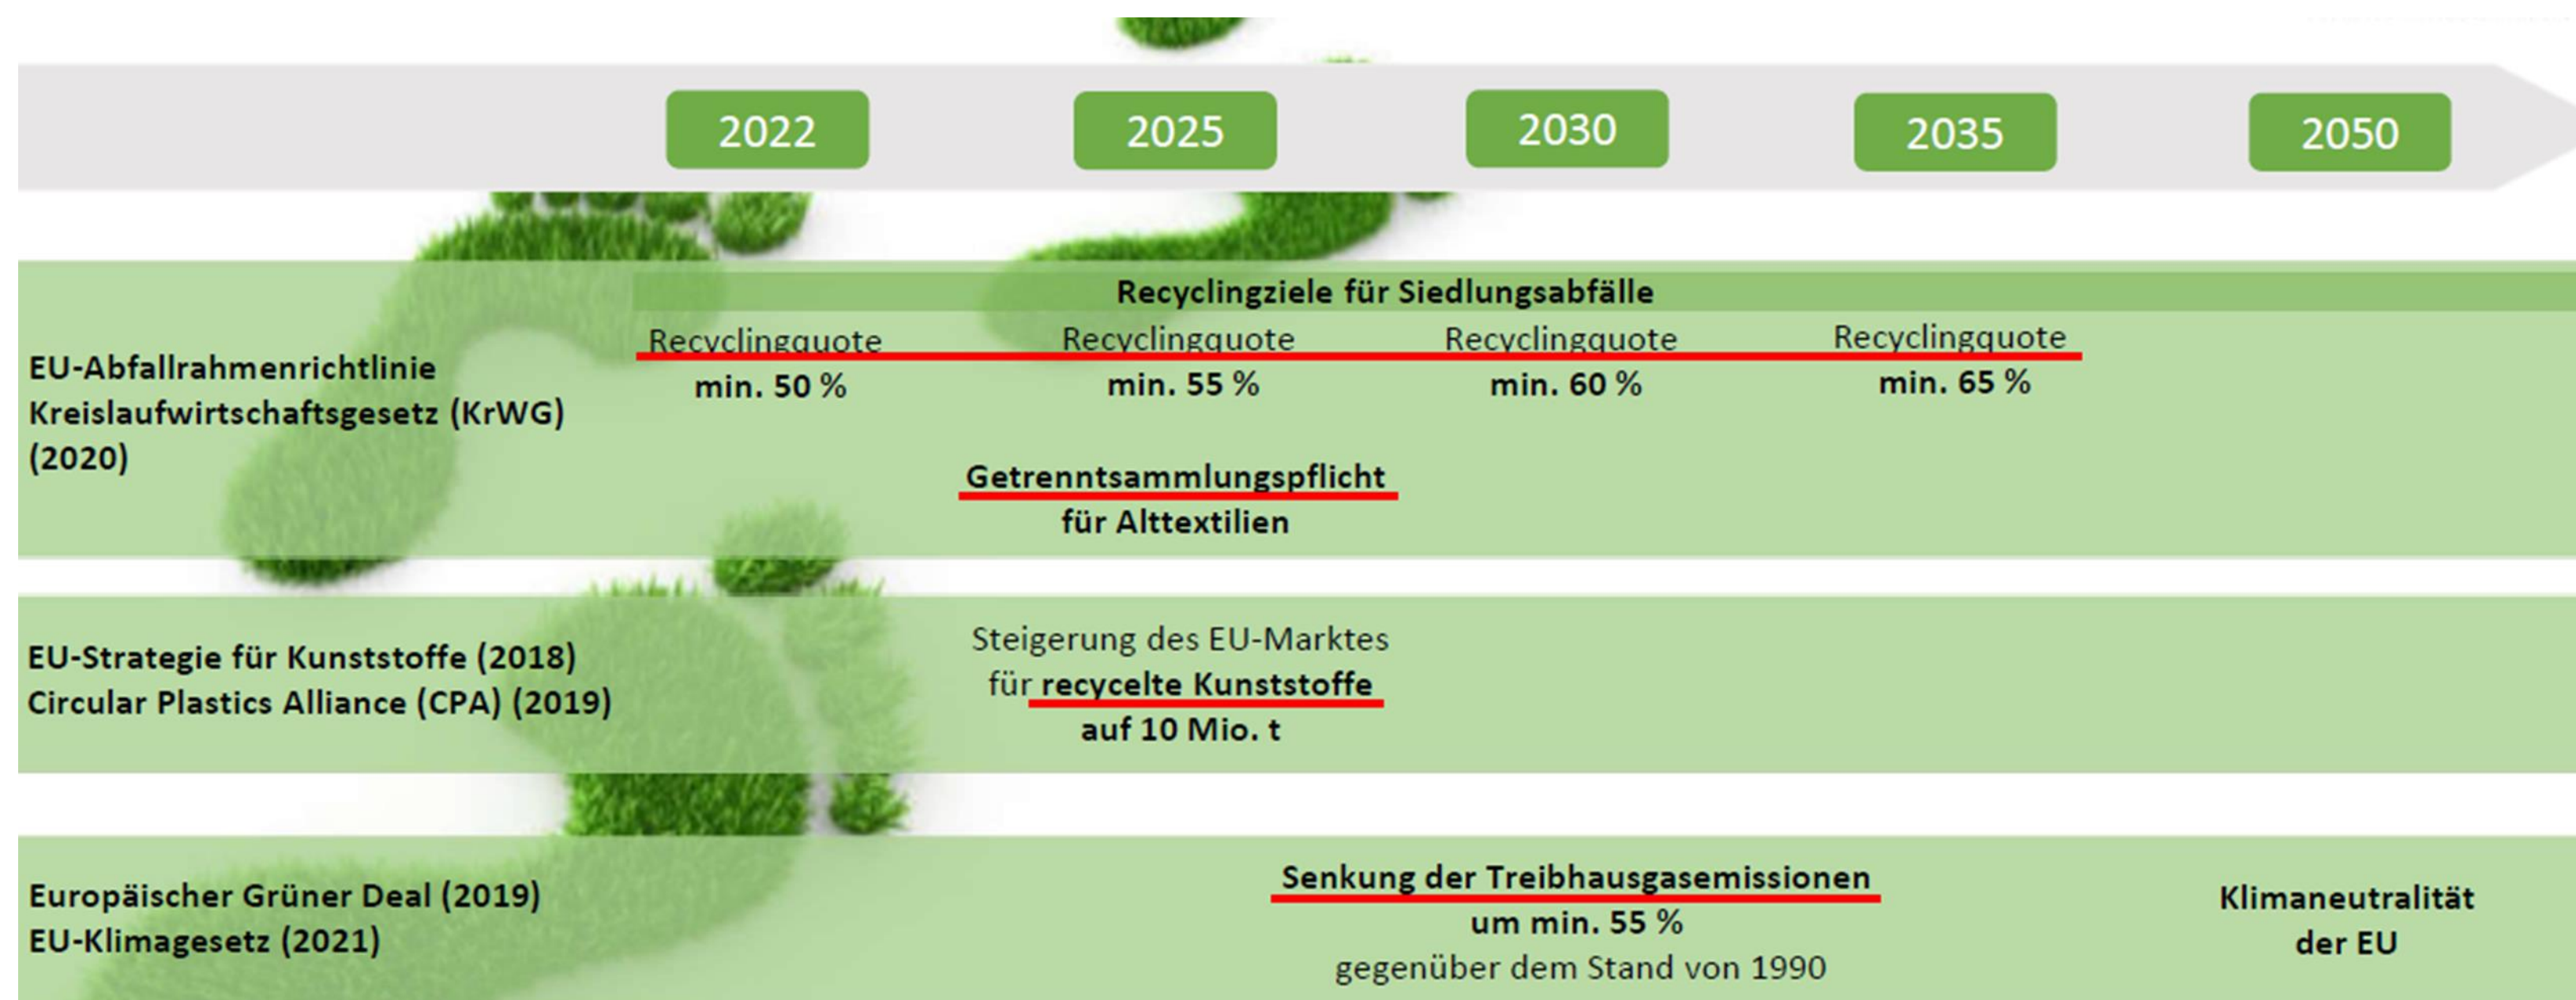 2022 2025 2030 2035 2050
Recyclingziele für Siedlungsabfälle
EU-Abfallrahmenrichtlinie
Kreislaufwirtschaftsgesetz (KrWG)
(2020)
Recyclingquote
min. 50 %
Recyclingquote
min. 55 %
Recyclingquote
min. 60 %
Recyclingquote
min. 65 %
Getrenntsammlungspflicht
für Alttextilien
EU-Strategie für Kunststoffe (2018)
Circular Plastics Alliance (CPA) (2019)
Steigerung des EU-Marktes
für recycelte Kunststoffe
auf 10 Mio. t
Europäischer Grüner Deal (2019)
EU-Klimagesetz (2021)
Senkung der Treibhausgasemissionen
um min. 55 %
gegenüber dem Stand von 1990
Klimaneutralität
der EU